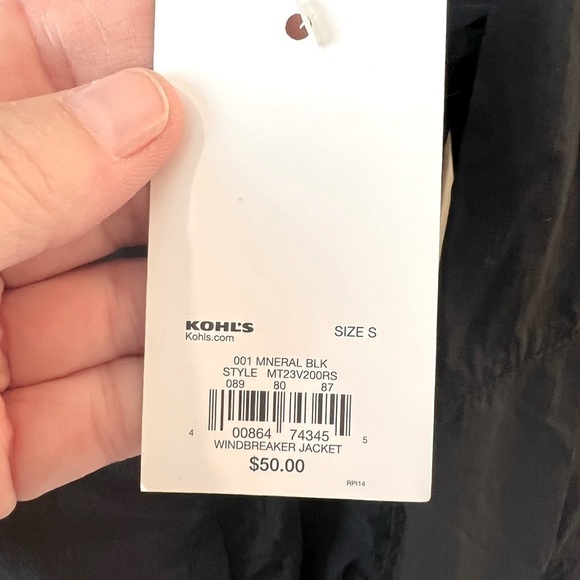 KOHL'S SIZE S
Kohls.com
001 MNERAL BLK
STYLE MT23V200RS
089 80 87
4 00864 74345 5
WINDBREAKER JACKET
$50.00
RPI14